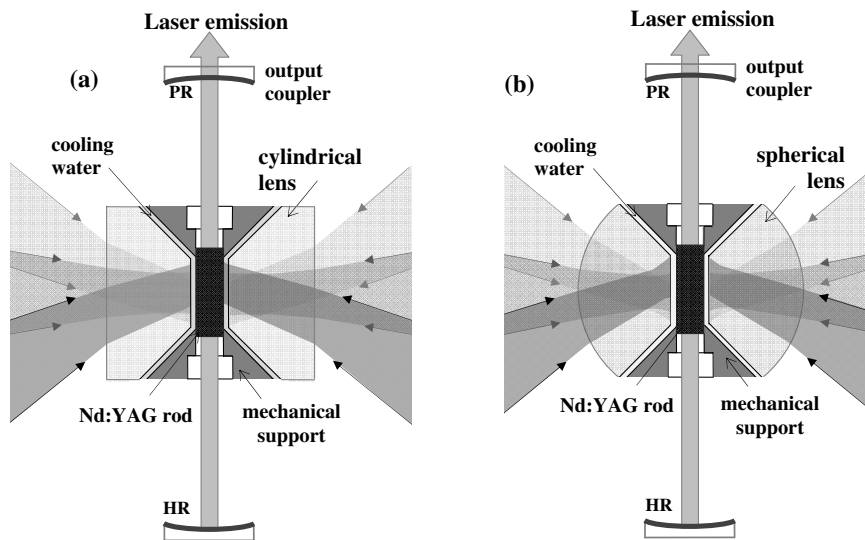 Laser emission
(a)
PR
output
coupler
cooling
water
cylindrical
lens
Nd:YAG rod
mechanical
support
HR
Laser emission
(b)
PR
output
coupler
cooling
water
spherical
lens
Nd:YAG rod
mechanical
support
HR